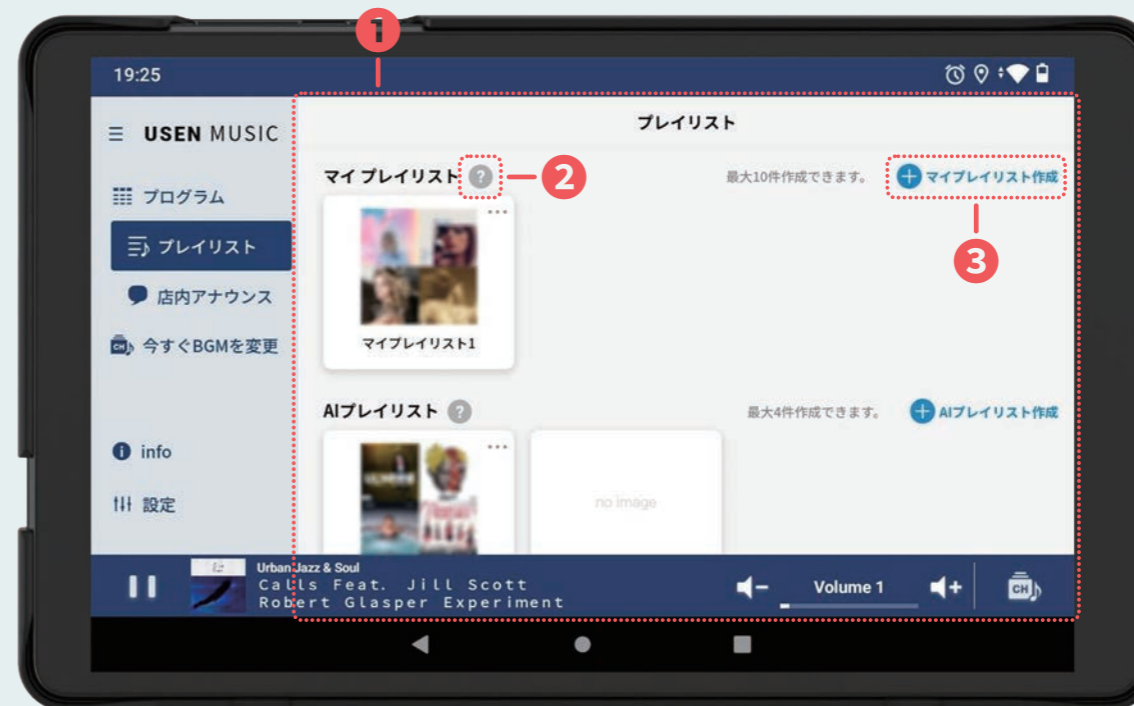 1
19:25
USEN MUSIC
プログラム
プレイリスト
店内アナウンス
今すぐBGMを変更
info
設定
プレイリスト
マイ プレイリスト ? 2
最大10件作成できます。 マイプレイリスト作成
3
マイプレイリスト1
AIプレイリスト ?
最大4件作成できます。 AIプレイリスト作成
no image
Urban Jazz & Soul
Calls Feat. Jill Scott
Robert Glasper Experiment
Volume 1
CH